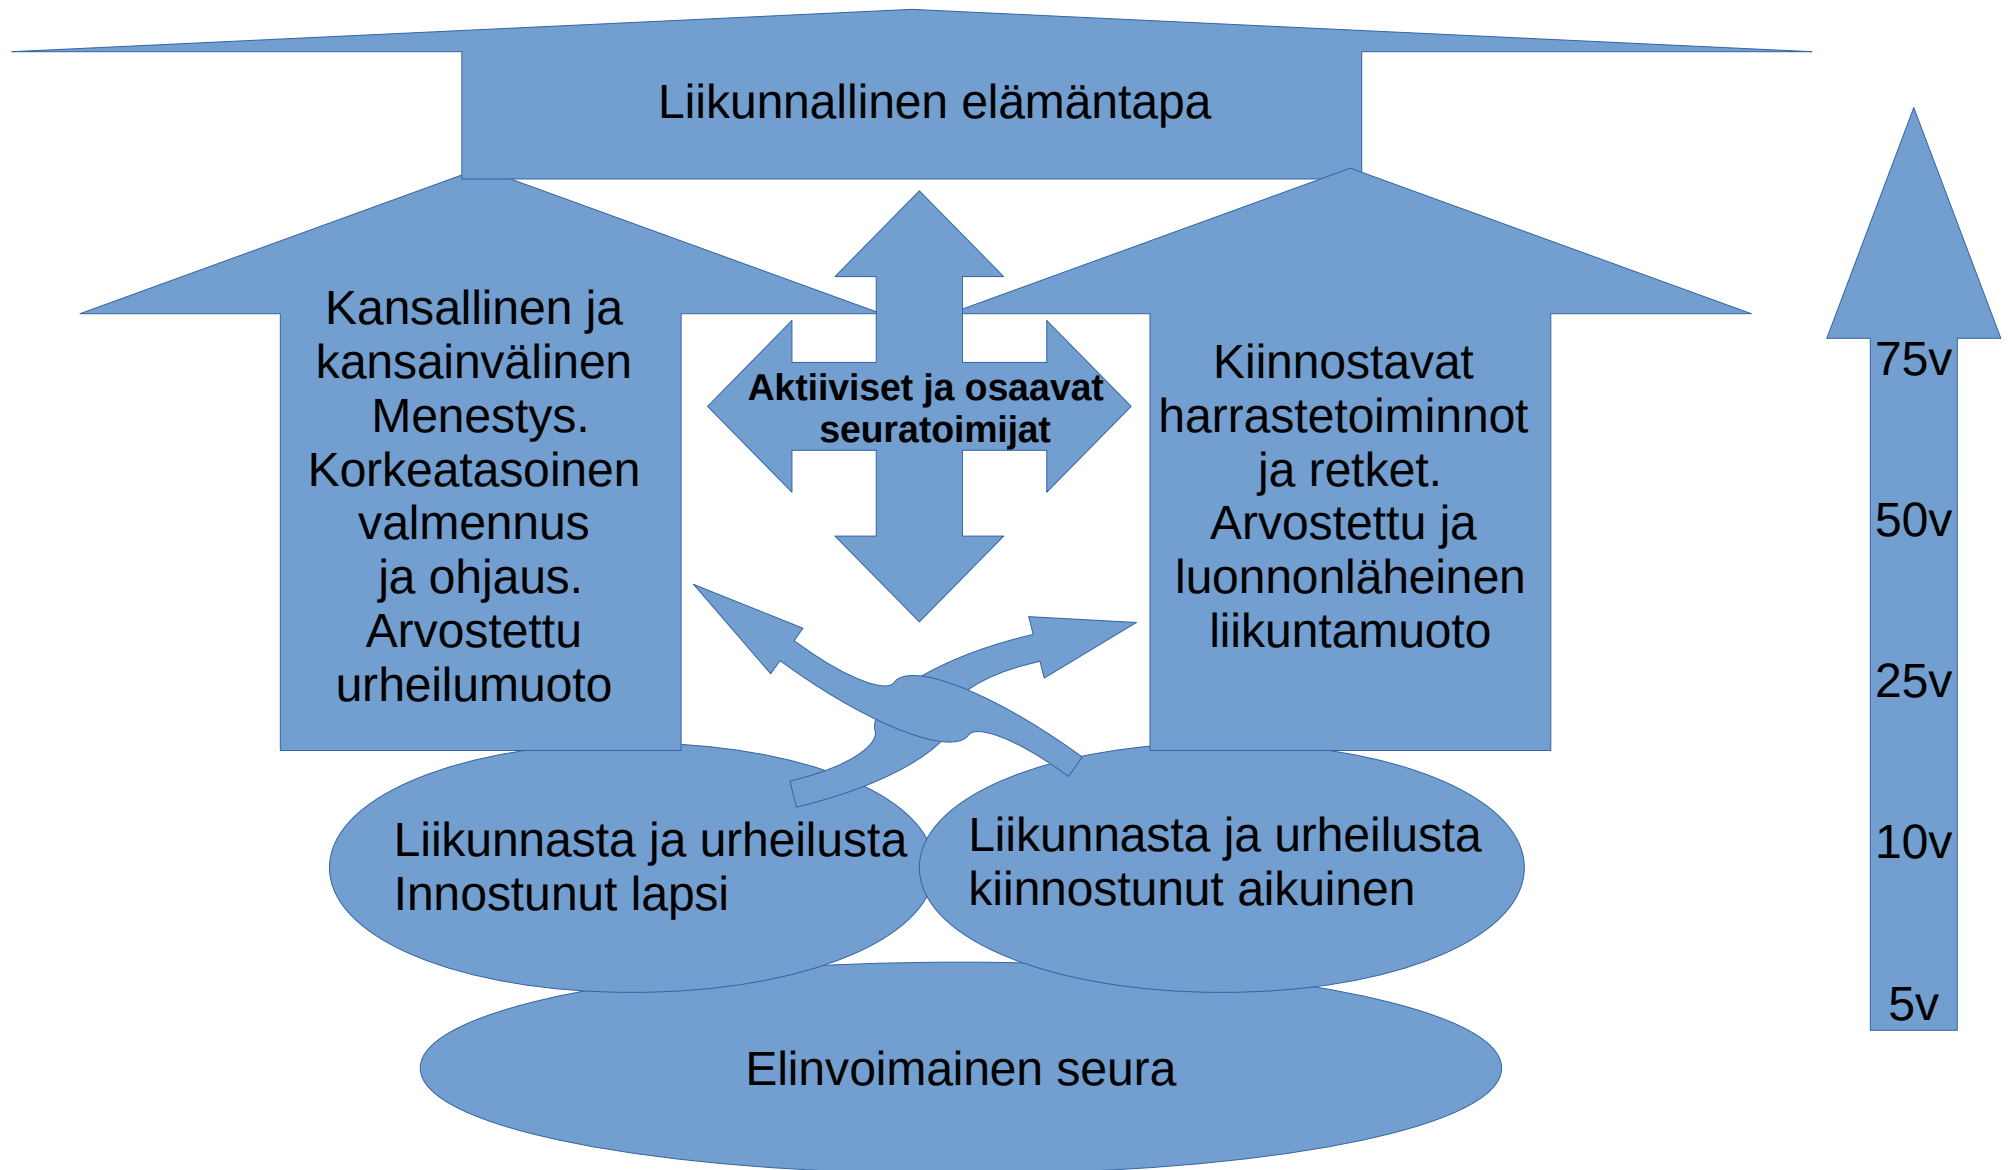 Liikunnallinen elämäntapa
Kansallinen ja
kansainvälinen
Menestys.
Korkeatasoinen
valmennus
ja ohjaus.
Arvostettu
urheilumuoto
Aktiiviset ja osaavat
seuratoimijat
Kiinnostavat
harrastetoiminnot
ja retket.
Arvostettu ja
luonnonläheinen
liikuntamuoto
Liikunnasta ja urheilusta
Innostunut lapsi
Liikunnasta ja urheilusta
kiinnostunut aikuinen
Elinvoimainen seura
75v
50v
25v
10v
5v